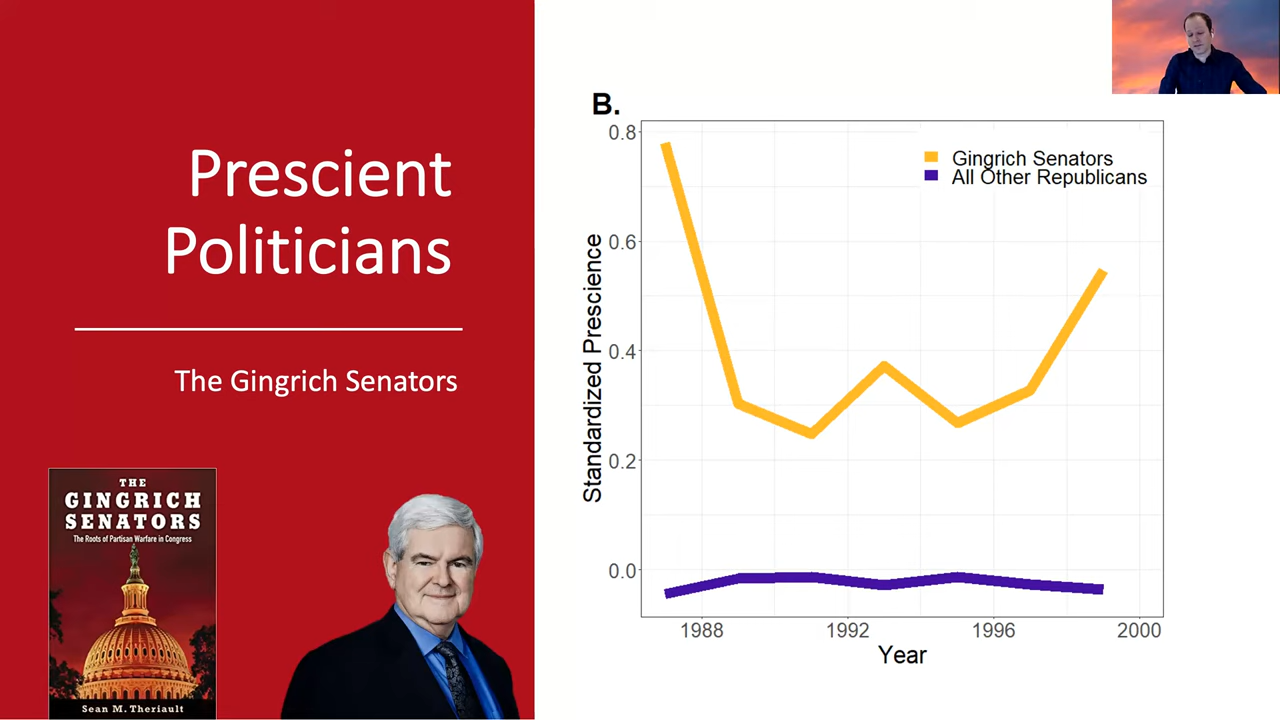 Prescient
Politicians
The Gingrich Senators
THE
GINGRICH
SENATORS
The Roots of Partisan Warfare in Congress
Sean M. Theriault
B.
Gingrich Senators
All Other Republicans
Standardized Prescience
0.8
0.6
0.4
0.2
0.0
1988
1992
1996
2000
Year